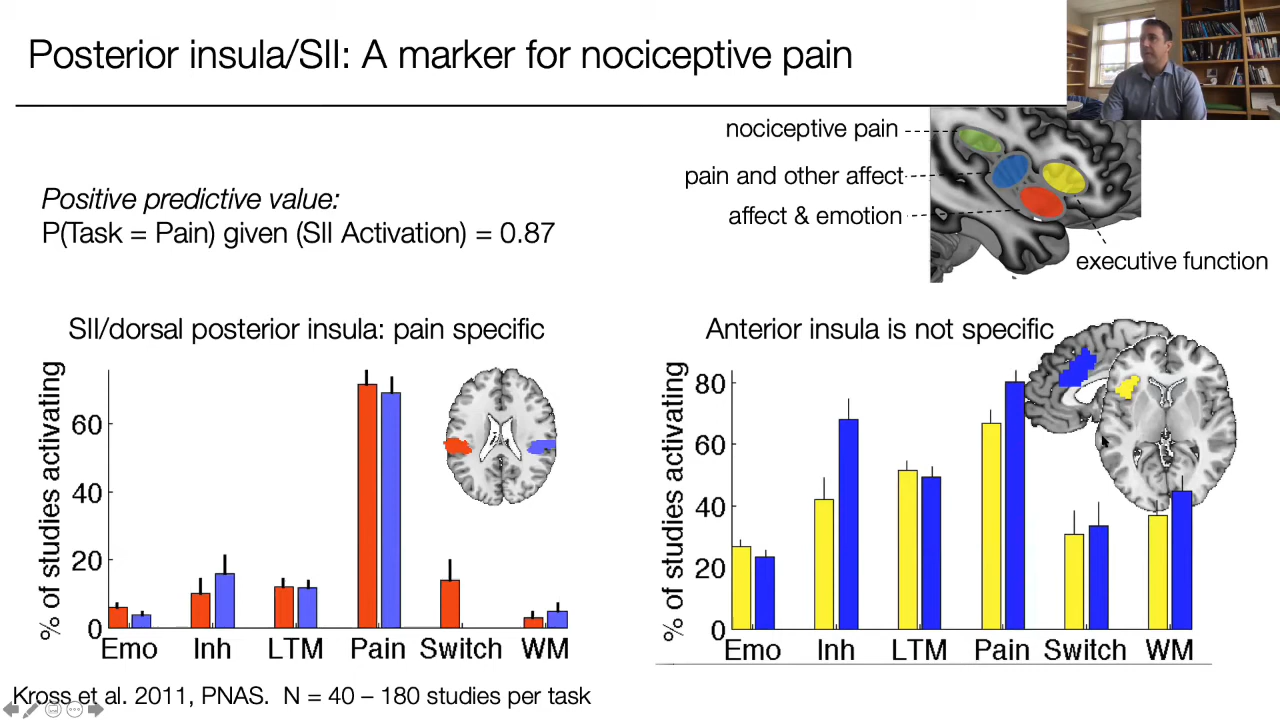 Posterior insula/SII: A marker for nociceptive pain
nociceptive pain
pain and other affect
affect & emotion
executive function
Positive predictive value:
P(Task = Pain) given (SII Activation) = 0.87
SII/dorsal posterior insula: pain specific
% of studies activating
60
40
20
0
Emo Inh LTM Pain Switch WM
Anterior insula is not specific
% of studies activating
80
60
40
20
0
Emo Inh LTM Pain Switch WM
Kross et al. 2011, PNAS. N = 40 – 180 studies per task